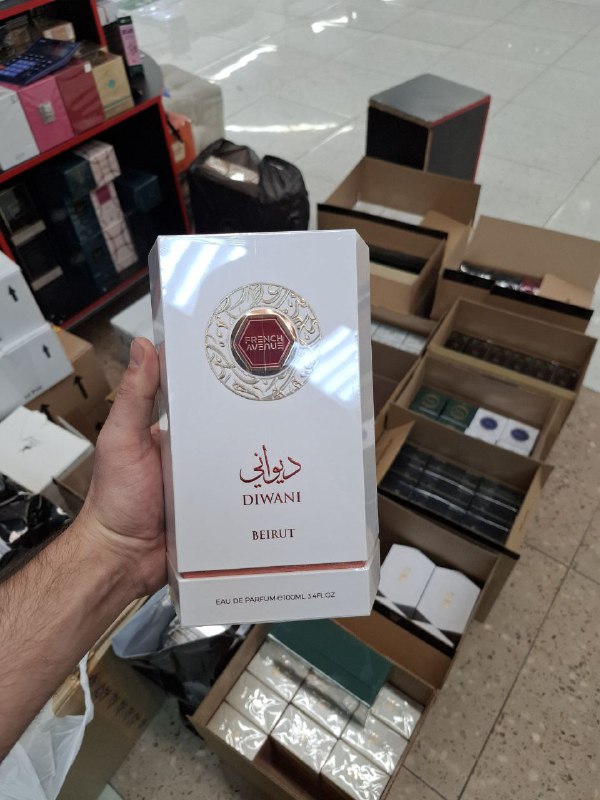 FRENCH
AVENUE
ديواني
DIWANI
BEIRUT
EAU DE PARFUM ℮100ML 3.4FL.OZ